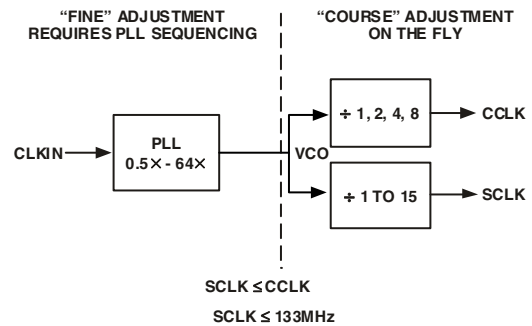 “FINE” ADJUSTMENT
REQUIRES PLL SEQUENCING
“COURSE” ADJUSTMENT
ON THE FLY
CLKIN
PLL
0.5× - 64×
VCO
÷ 1, 2, 4, 8
CCLK
÷ 1 TO 15
SCLK
SCLK ≤ CCLK
SCLK ≤ 133MHz